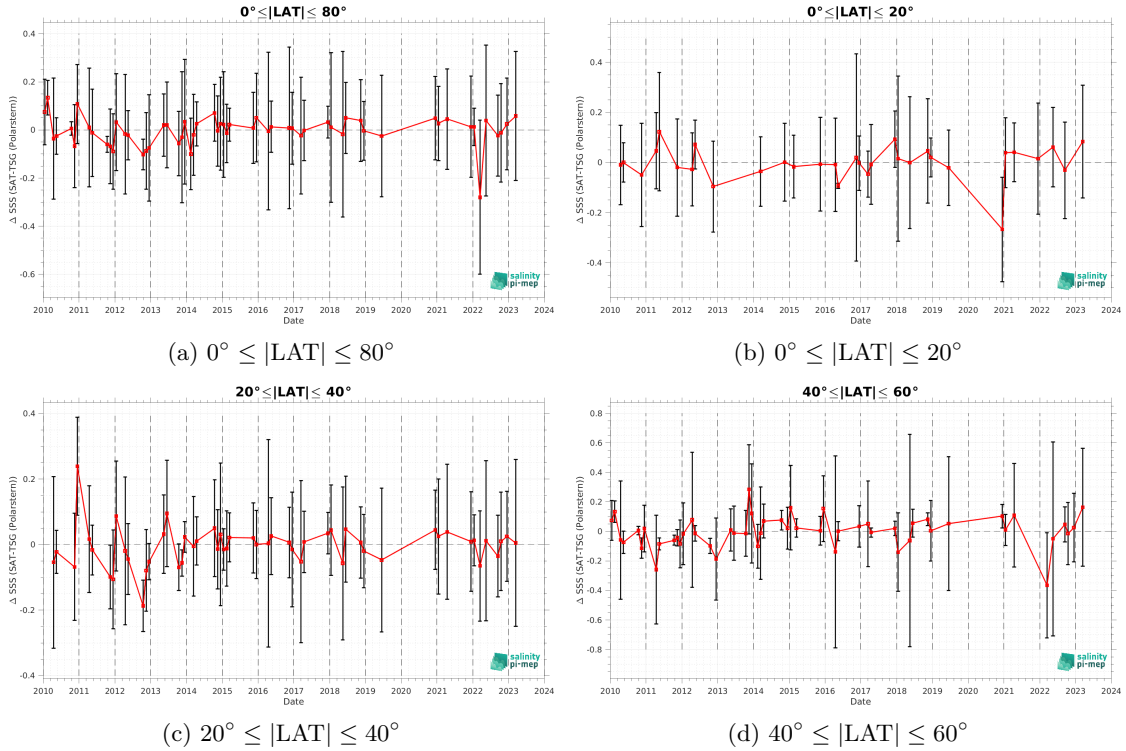 0°≤|LAT|≤ 80°
Δ SSS (SAT-TSG (Polarstern))
0.4
0.2
0
-0.2
-0.4
-0.6
2010 2011 2012 2013 2014 2015 2016 2017 2018 2019 2020 2021 2022 2023 2024
Date
salinity
pi-mep
(a) 0° ≤ |LAT| ≤ 80°
0°≤|LAT|≤ 20°
Δ SSS (SAT-TSG (Polarstern))
0.4
0.2
0
-0.2
-0.4
2010 2011 2012 2013 2014 2015 2016 2017 2018 2019 2020 2021 2022 2023 2024
Date
salinity
pi-mep
(b) 0° ≤ |LAT| ≤ 20°
20°≤|LAT|≤ 40°
Δ SSS (SAT-TSG (Polarstern))
0.4
0.2
0
-0.2
-0.4
2010 2011 2012 2013 2014 2015 2016 2017 2018 2019 2020 2021 2022 2023 2024
Date
salinity
pi-mep
(c) 20° ≤ |LAT| ≤ 40°
40°≤|LAT|≤ 60°
Δ SSS (SAT-TSG (Polarstern))
0.8
0.6
0.4
0.2
0
-0.2
-0.4
-0.6
-0.8
2010 2011 2012 2013 2014 2015 2016 2017 2018 2019 2020 2021 2022 2023 2024
Date
salinity
pi-mep
(d) 40° ≤ |LAT| ≤ 60°